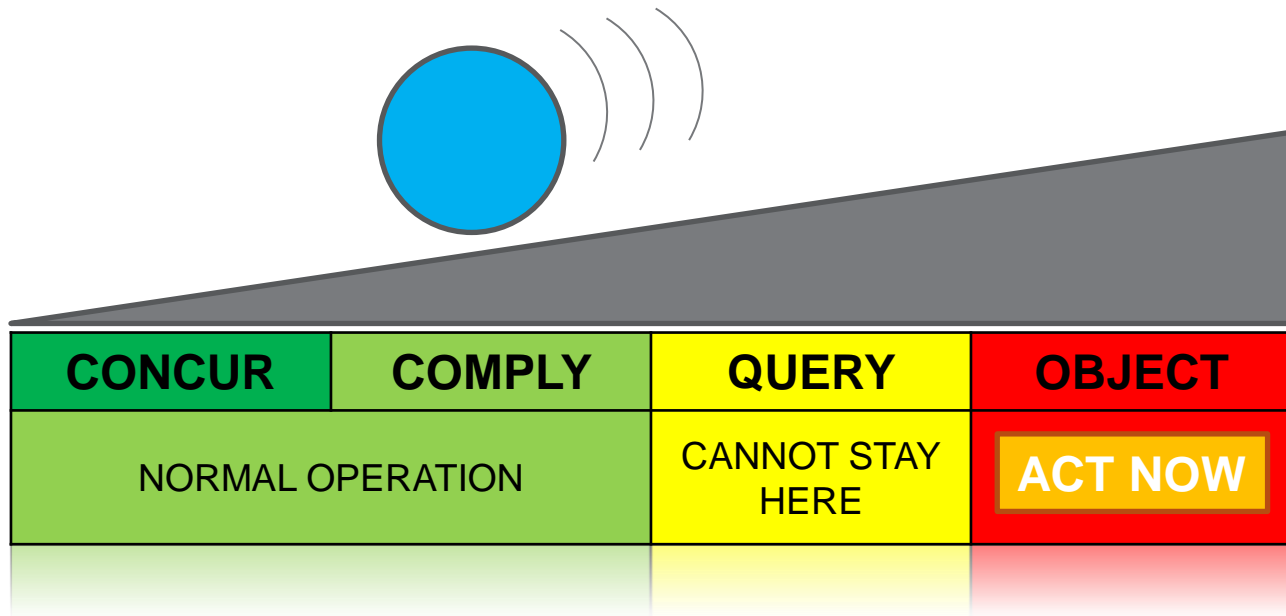 CONCUR
COMPLY
QUERY
OBJECT
NORMAL OPERATION
CANNOT STAY
HERE
ACT NOW